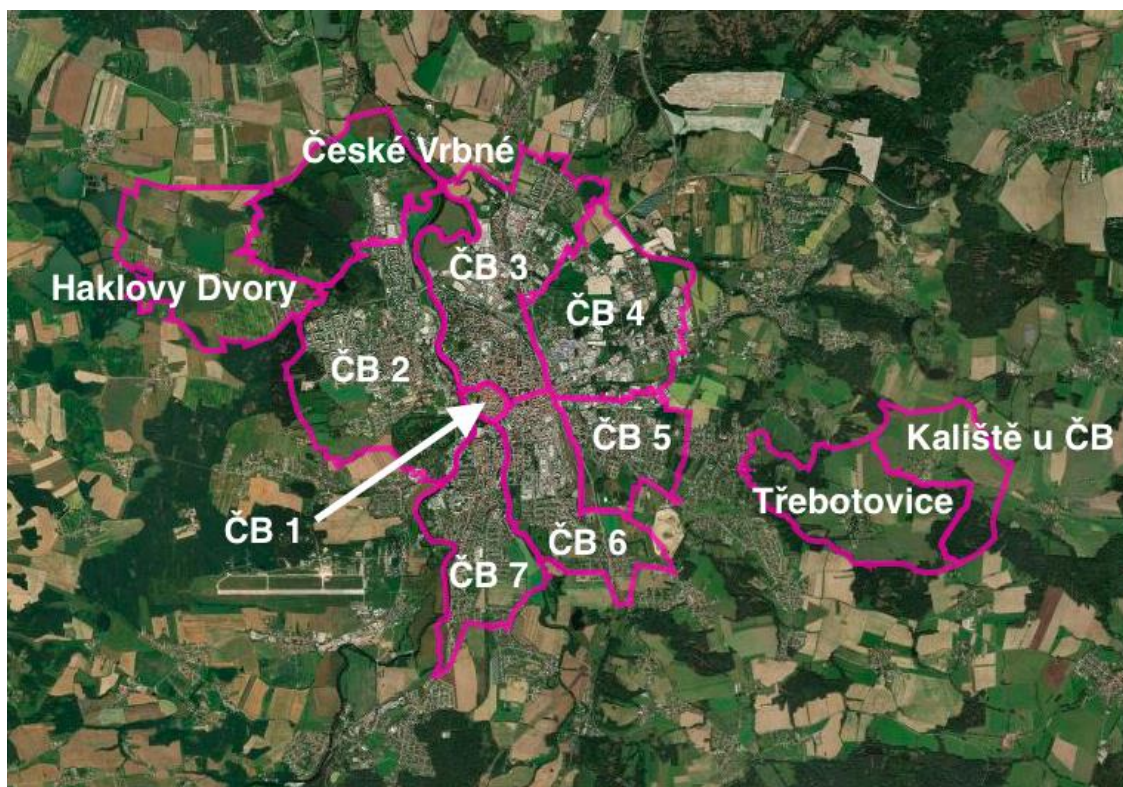 České Vrbné
ČB 3
Haklovy Dvory
ČB 4
ČB 2
ČB 5
Kaliště u ČB
Třebotovice
ČB 1
ČB 6
ČB 7